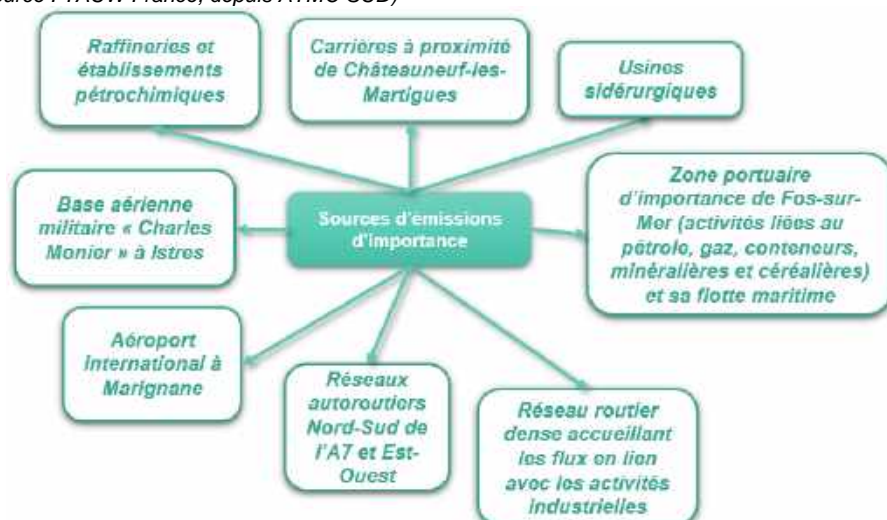 Raffineries et
établissements
pétrochimiques
Carrières à proximité
de Châteauneuf-les-
Martigues
Usines
sidérurgiques
Base aérienne
militaire « Charles
Monier » à Istres
Sources d'émissions
d'importance
Zone portuaire
d'importance de Fos-sur-
Mer (activités liées au
pétrole, gaz, conteneurs,
minéralières et céréalières)
et sa flotte maritime
Aéroport
international à
Marignane
Réseaux
autoroutiers
Nord-Sud de
l'A7 et Est-
Ouest
Réseau routier
dense accueillant
les flux en lien
avec les activités
industrielles